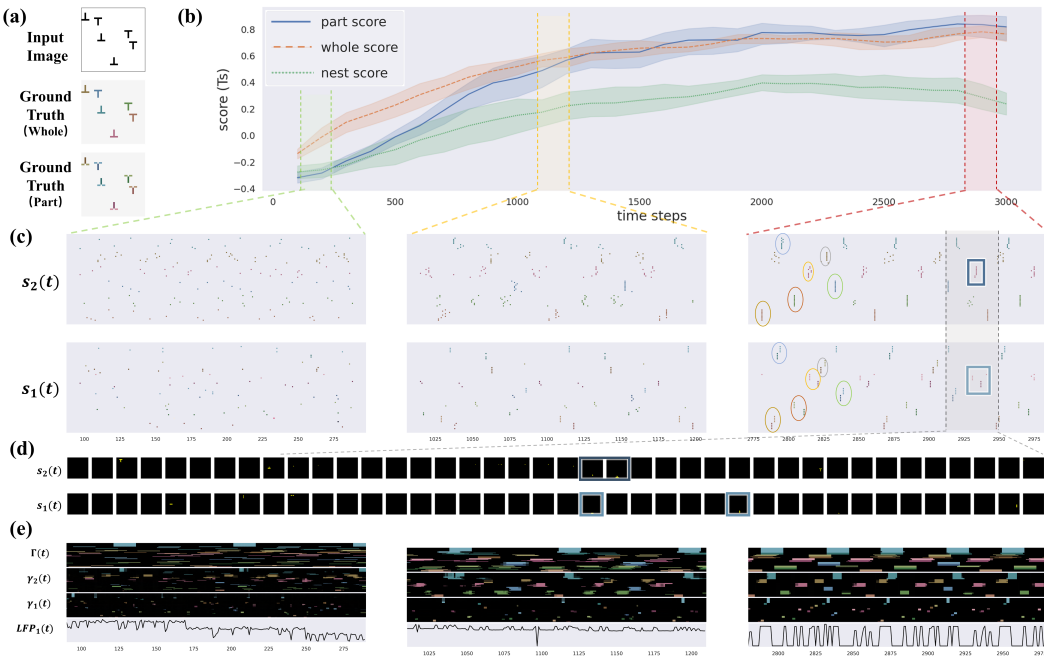 (a)
Input
Image
Ground
Truth
(Whole)
Ground
Truth
(Part)
(b)
part score
whole score
nest score
score (Ts)
0.8
0.6
0.4
0.2
0.0
−0.2
−0.4
0 500 1000 1500 2000 2500 3000
time steps
(c)
s₂(t)
s₁(t)
100 125 150 175 200 225 250 275
1025 1050 1075 1100 1125 1150 1175 1200
2775 2800 2825 2850 2875 2900 2925 2950 2975
(d)
s₂(t)
s₁(t)
(e)
Γ(t)
γ₂(t)
γ₁(t)
LFP₁(t)
100 125 150 175 200 225 250 275
1025 1050 1075 1100 1125 1150 1175 1200
2800 2825 2850 2875 2900 2925 2950